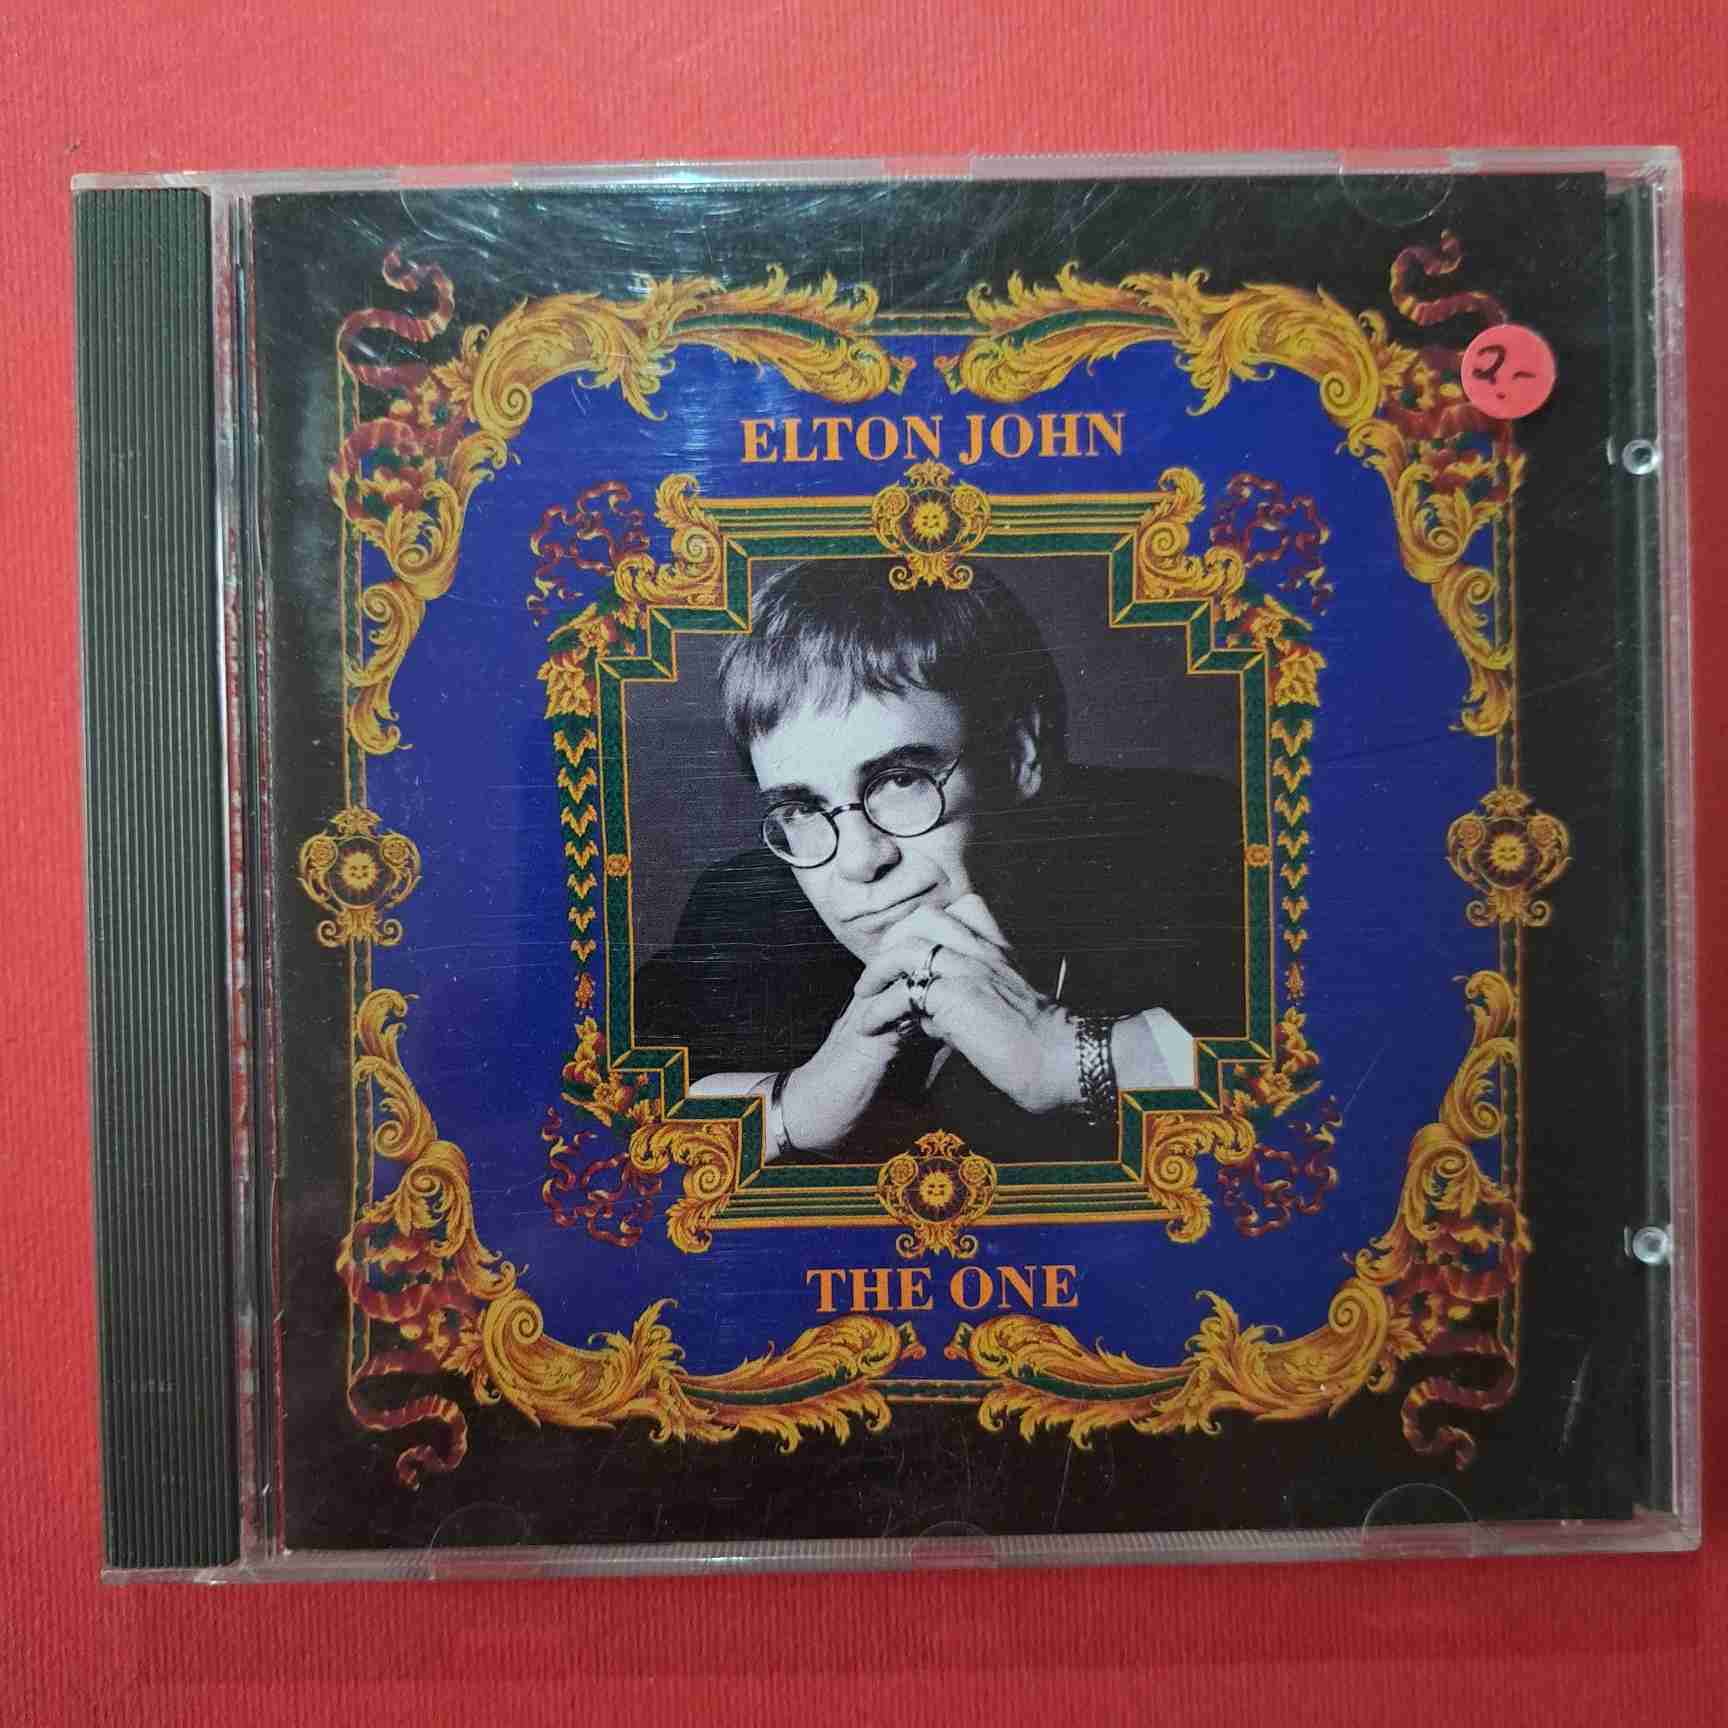 ELTON JOHN
2.-
THE ONE